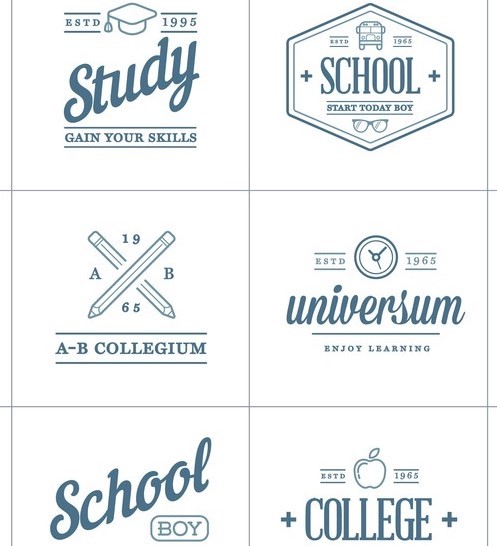 ESTD 1995
Study
GAIN YOUR SKILLS
ESTD 1965
SCHOOL
START TODAY BOY
19
A B
65
A-B COLLEGIUM
ESTD 1965
universum
ENJOY LEARNING
School
BOY
ESTD 1965
COLLEGE